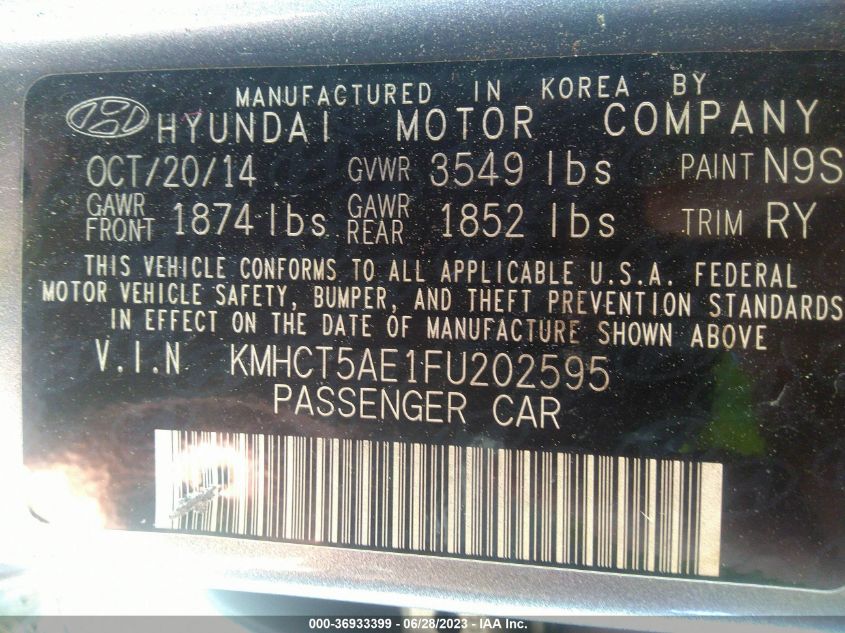 MANUFACTURED IN KOREA BY
HYUNDAI MOTOR COMPANY
OCT/20/14 GVWR 3549 lbs PAINT N9S
GAWR FRONT 1874 lbs GAWR REAR 1852 lbs TRIM RY
THIS VEHICLE CONFORMS TO ALL APPLICABLE U.S.A. FEDERAL
MOTOR VEHICLE SAFETY, BUMPER, AND THEFT PREVENTION STANDARDS
IN EFFECT ON THE DATE OF MANUFACTURE SHOWN ABOVE
V.I.N KMHCT5AE1FU202595
PASSENGER CAR
000-36933399 - 06/28/2023 - IAA Inc.